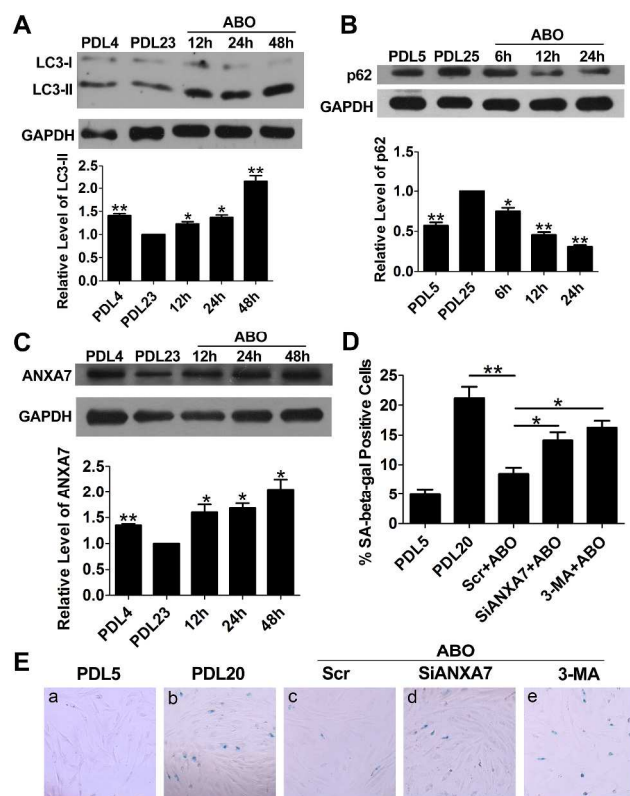 A
ABO
PDL4 PDL23 12h 24h 48h
LC3-I
LC3-II
GAPDH
Relative Level of LC3-II
2.5
2.0
1.5
1.0
0.5
0.0
** * * **
PDL4 PDL23 12h 24h 48h
B
ABO
PDL5 PDL25 6h 12h 24h
p62
GAPDH
Relative Level of p62
1.5
1.0
0.5
0.0
** * ** **
PDL5 PDL25 6h 12h 24h
C
ABO
PDL4 PDL23 12h 24h 48h
ANXA7
GAPDH
Relative Level of ANXA7
2.5
2.0
1.5
1.0
0.5
0.0
** * * *
PDL4 PDL23 12h 24h 48h
D
% SA-beta-gal Positive Cells
25
20
15
10
5
0
** * *
PDL5 PDL20 Scr+ABO SiANXA7+ABO 3-MA+ABO
E
ABO
PDL5 PDL20 Scr SiANXA7 3-MA
a b c d e